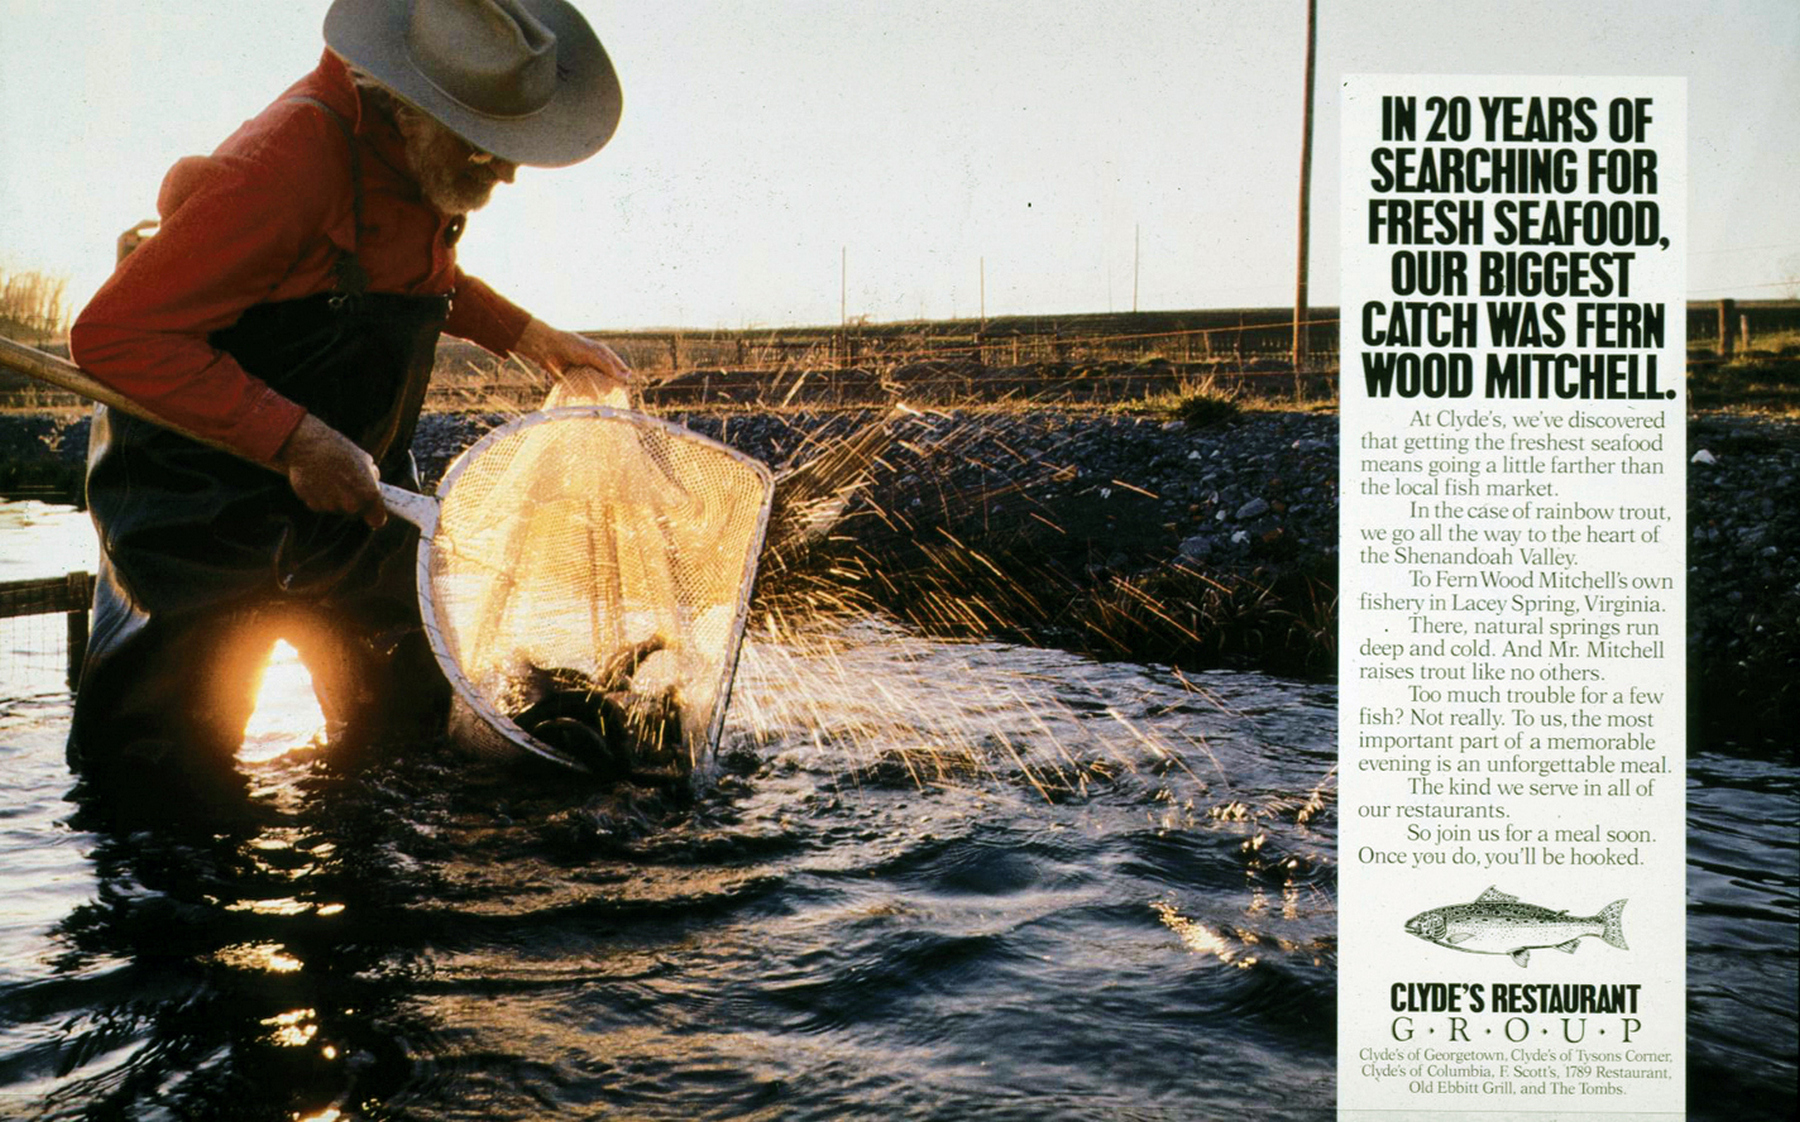 IN 20 YEARS OF
SEARCHING FOR
FRESH SEAFOOD,
OUR BIGGEST
CATCH WAS FERN
WOOD MITCHELL.
At Clyde's, we've discovered
that getting the freshest seafood
means going a little farther than
the local fish market.
In the case of rainbow trout,
we go all the way to the heart of
the Shenandoah Valley.
To Fern Wood Mitchell's own
fishery in Lacey Spring, Virginia.
There, natural springs run
deep and cold. And Mr. Mitchell
raises trout like no others.
Too much trouble for a few
fish? Not really. To us, the most
important part of a memorable
evening is an unforgettable meal.
The kind we serve in all of
our restaurants.
So join us for a meal soon.
Once you do, you'll be hooked.
CLYDE'S RESTAURANT
G·R·O·U·P
Clyde's of Georgetown, Clyde's of Tysons Corner,
Clyde's of Columbia, F. Scott's, 1789 Restaurant,
Old Ebbitt Grill, and The Tombs.